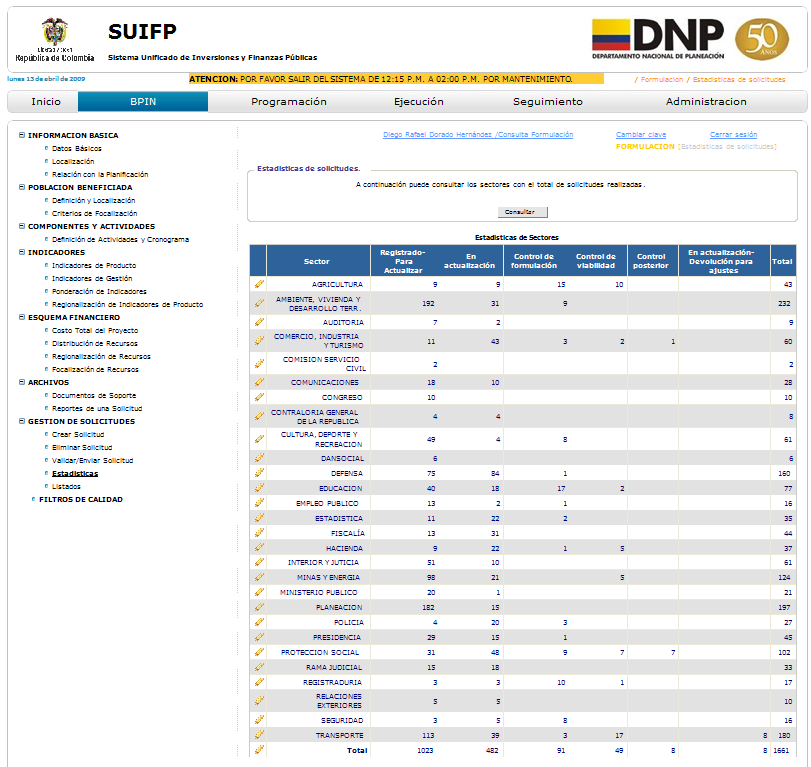 SUIFP
Sistema Unificado de Inversiones y Finanzas Públicas
República de Colombia
DNP
DEPARTAMENTO NACIONAL DE PLANEACIÓN
50
AÑOS
lunes 13 de abril de 2009
ATENCION: POR FAVOR SALIR DEL SISTEMA DE 12:15 P.M. A 02:00 P.M. POR MANTENIMIENTO.
/ Formulacion / Estadisticas de solicitudes
Inicio BPIN Programación Ejecución Seguimiento Administracion
INFORMACION BASICA
Datos Básicos
Localización
Relación con la Planificación
POBLACION BENEFICIADA
Definición y Localización
Criterios de Focalización
COMPONENTES Y ACTIVIDADES
Definición de Actividades y Cronograma
INDICADORES
Indicadores de Producto
Indicadores de Gestión
Ponderación de Indicadores
Regionalización de Indicadores de Producto
ESQUEMA FINANCIERO
Costo Total del Proyecto
Distribución de Recursos
Regionalización de Recursos
Focalización de Recursos
ARCHIVOS
Documentos de Soporte
Reportes de una Solicitud
GESTION DE SOLICITUDES
Crear Solicitud
Eliminar Solicitud
Validar/Enviar Solicitud
Estadisticas
Listados
FILTROS DE CALIDAD
Diego Rafael Dorado Hernández /Consulta Formulación Cambiar clave Cerrar sesión
FORMULACION [Estadisticas de solicitudes]
Estadisticas de solicitudes.
A continuación puede consultar los sectores con el total de solicitudes realizadas.
Consultar
Estadisticas de Sectores
Sector Registrado-Para Actualizar En actualización Control de formulación Control de viabilidad Control posterior En actualización-Devolución para ajustes Total
AGRICULTURA 9 9 15 10 43
AMBIENTE, VIVIENDA Y DESARROLLO TERR. 192 31 9 232
AUDITORIA 7 2 9
COMERCIO, INDUSTRIA Y TURISMO 11 43 3 2 1 60
COMISION SERVICIO CIVIL 2 2
COMUNICACIONES 18 10 28
CONGRESO 10 10
CONTRALORIA GENERAL DE LA REPUBLICA 4 4 8
CULTURA, DEPORTE Y RECREACION 49 4 8 61
DANSOCIAL 6 6
DEFENSA 75 84 1 160
EDUCACION 40 18 17 2 77
EMPLEO PUBLICO 13 2 1 16
ESTADISTICA 11 22 2 35
FISCALÍA 13 31 44
HACIENDA 9 22 1 5 37
INTERIOR Y JUTICIA 51 10 61
MINAS Y ENERGIA 98 21 5 124
MINISTERIO PUBLICO 20 1 21
PLANEACION 182 15 197
POLICIA 4 20 3 27
PRESIDENCIA 29 15 1 45
PROTECCION SOCIAL 31 48 9 7 7 102
RAMA JUDICIAL 15 18 33
REGISTRADURIA 3 3 10 1 17
RELACIONES EXTERIORES 5 5 10
SEGURIDAD 3 5 8 16
TRANSPORTE 113 39 3 17 8 180
Total 1023 482 91 49 8 8 1661